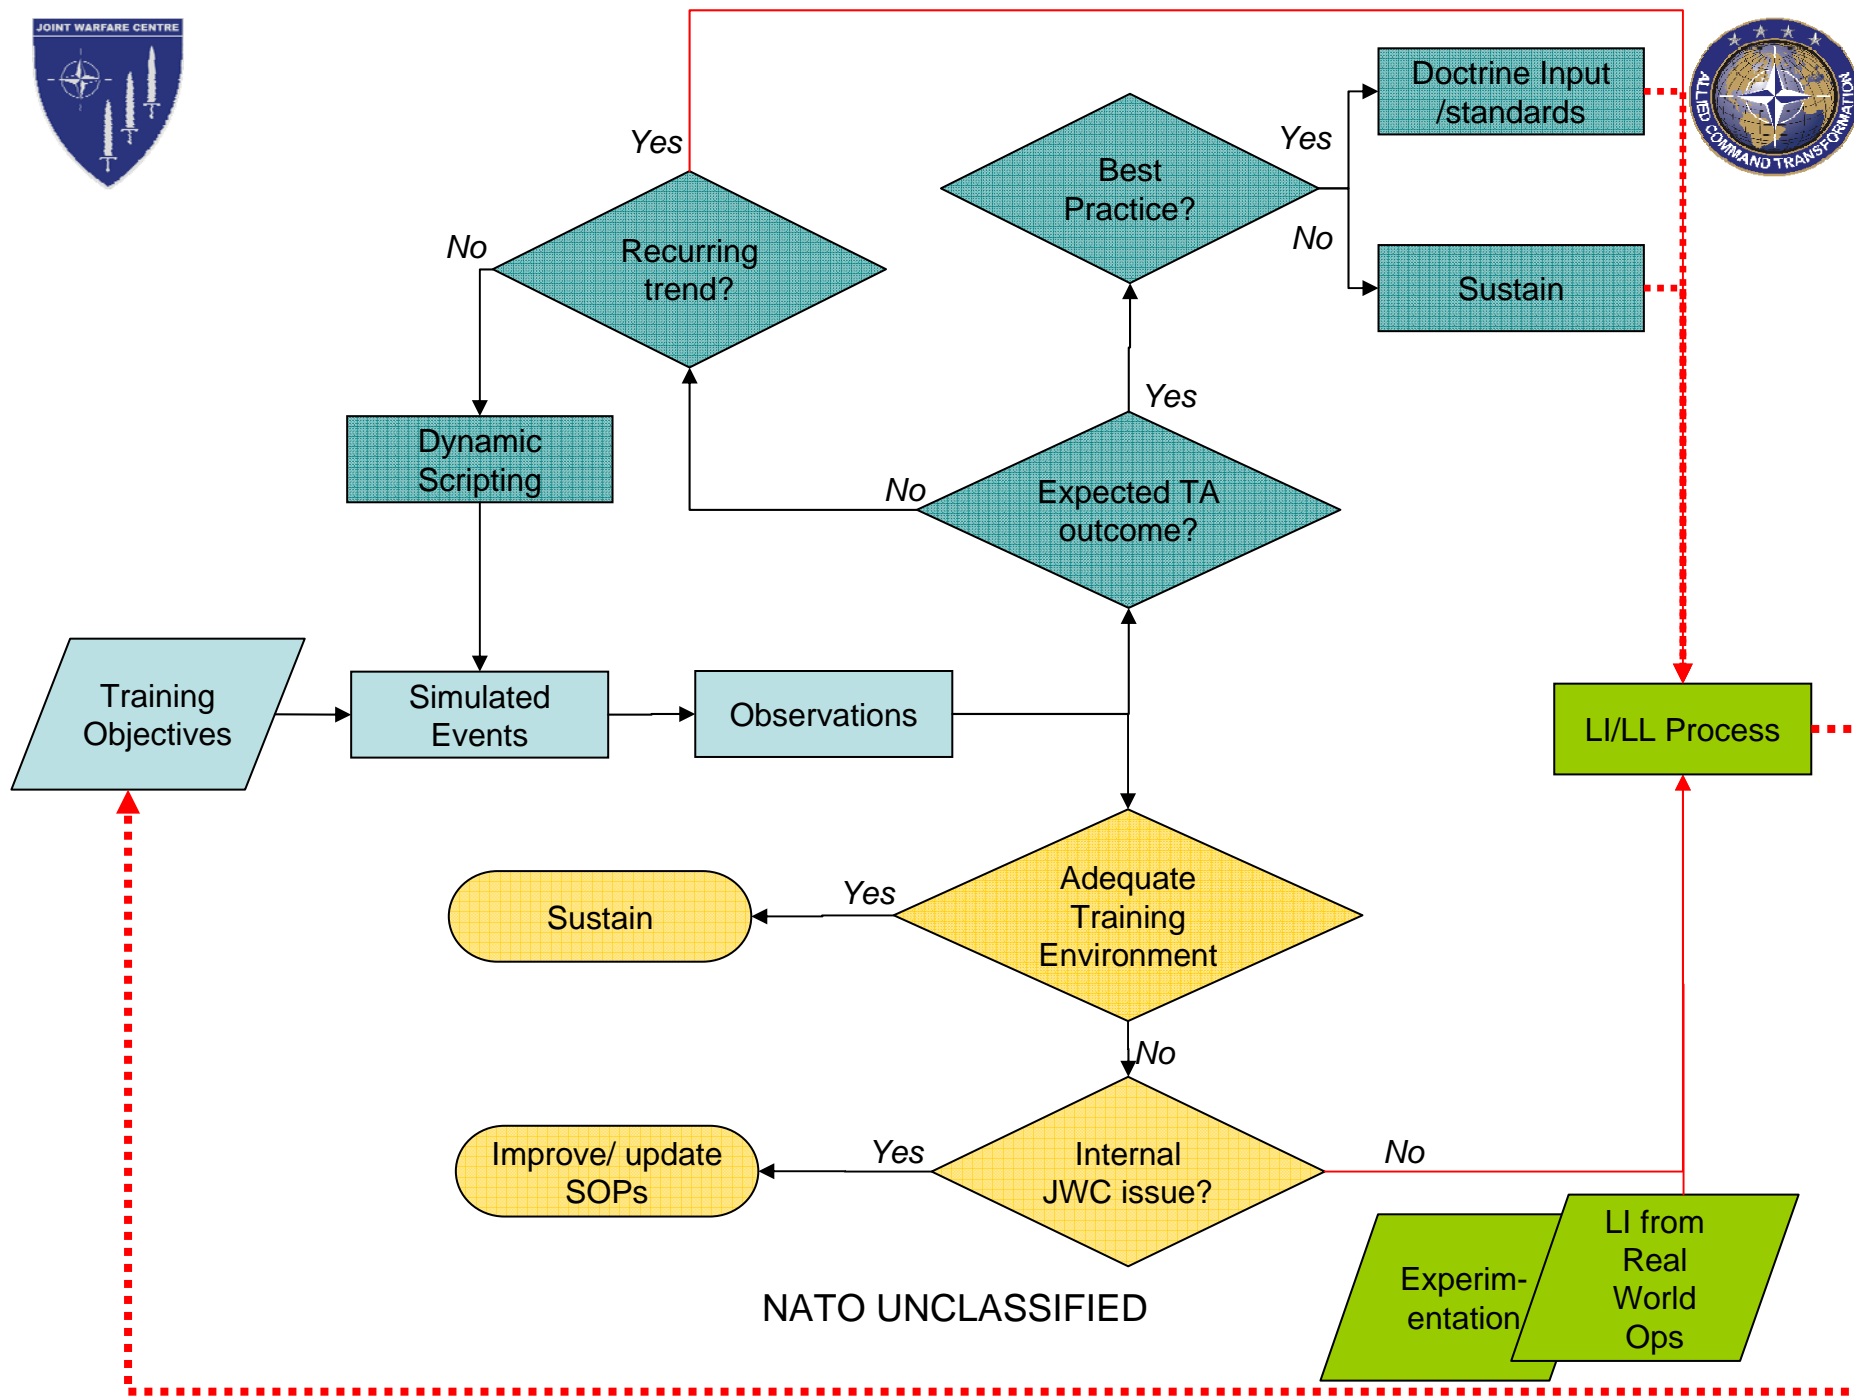 JOINT WARFARE CENTRE
ALLIED COMMAND TRANSFORMATION
Doctrine Input
/standards
Yes
Yes
Best
Practice?
No
Recurring
trend?
No
Sustain
Yes
Dynamic
Scripting
No
Expected TA
outcome?
Training
Objectives
Simulated
Events
Observations
LI/LL Process
Adequate
Training
Environment
Yes
Sustain
No
Internal
JWC issue?
Yes
No
Improve/ update
SOPs
LI from
Real
World
Ops
Experim-
entation
NATO UNCLASSIFIED